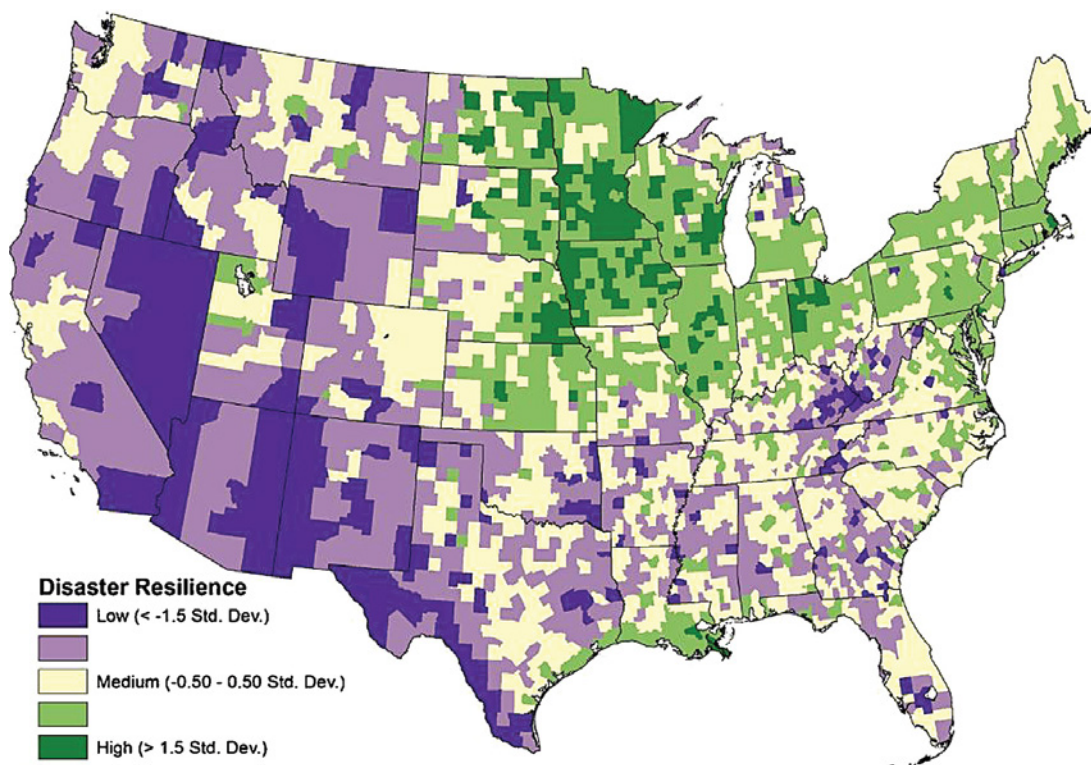 Disaster Resilience
Low (< -1.5 Std. Dev.)
Medium (-0.50 - 0.50 Std. Dev.)
High (> 1.5 Std. Dev.)